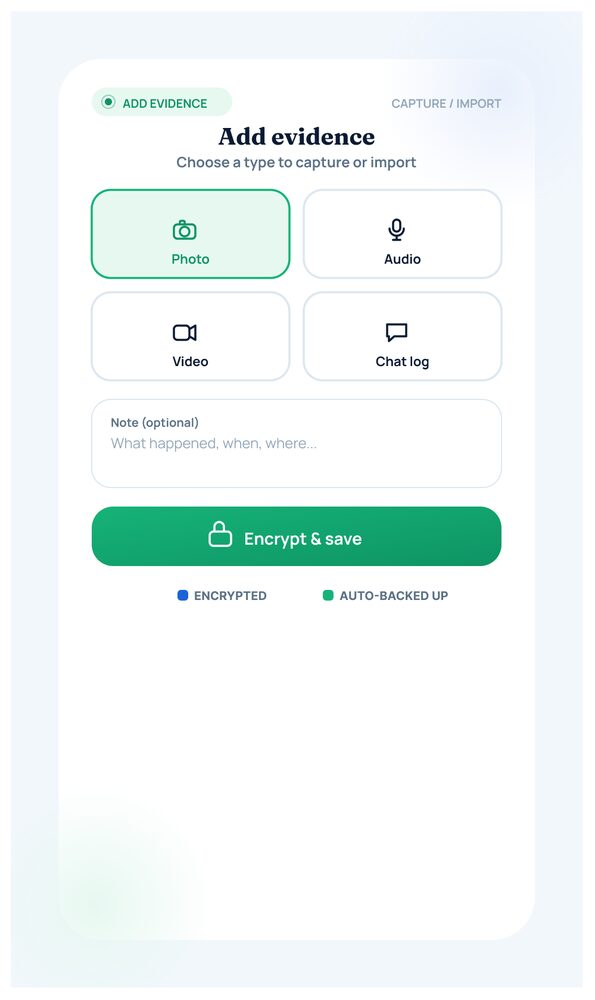 ADD EVIDENCE
CAPTURE / IMPORT
Add evidence
Choose a type to capture or import
Photo
Audio
Video
Chat log
Note (optional)
What happened, when, where...
Encrypt & save
ENCRYPTED
AUTO-BACKED UP